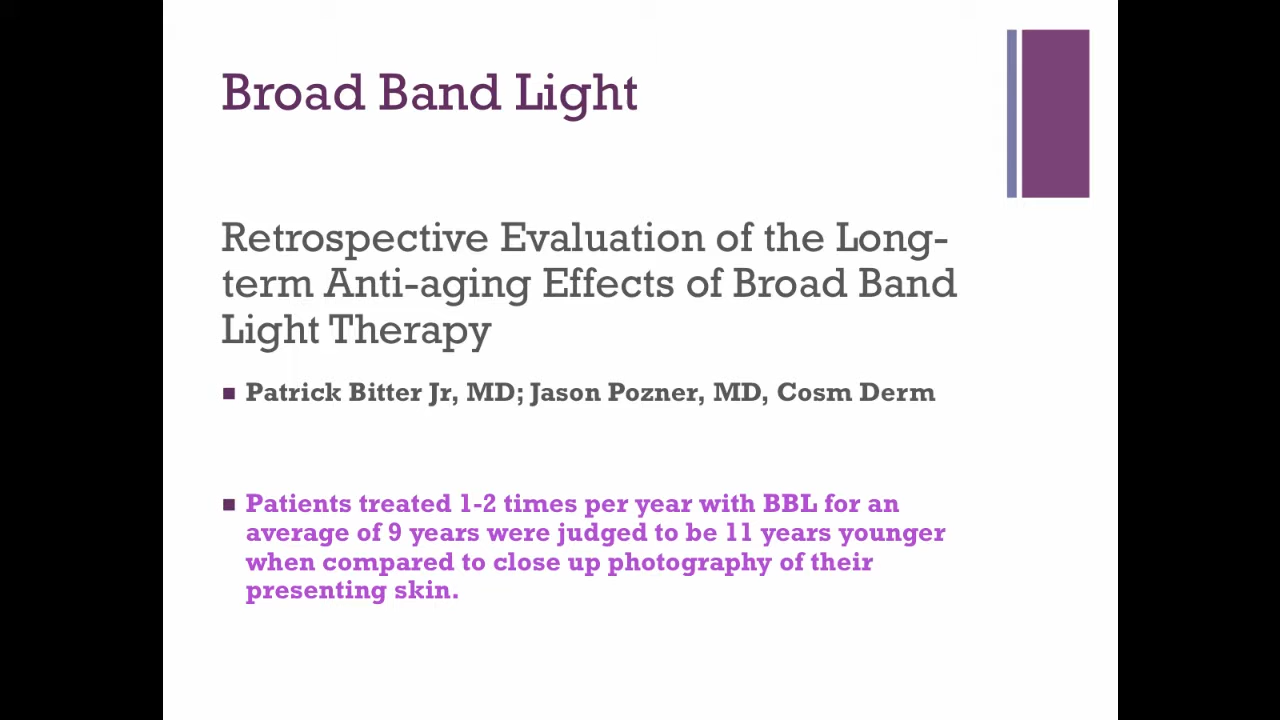 Broad Band Light
Retrospective Evaluation of the Long-
term Anti-aging Effects of Broad Band
Light Therapy
Patrick Bitter Jr, MD; Jason Pozner, MD, Cosm Derm
Patients treated 1-2 times per year with BBL for an
average of 9 years were judged to be 11 years younger
when compared to close up photography of their
presenting skin.